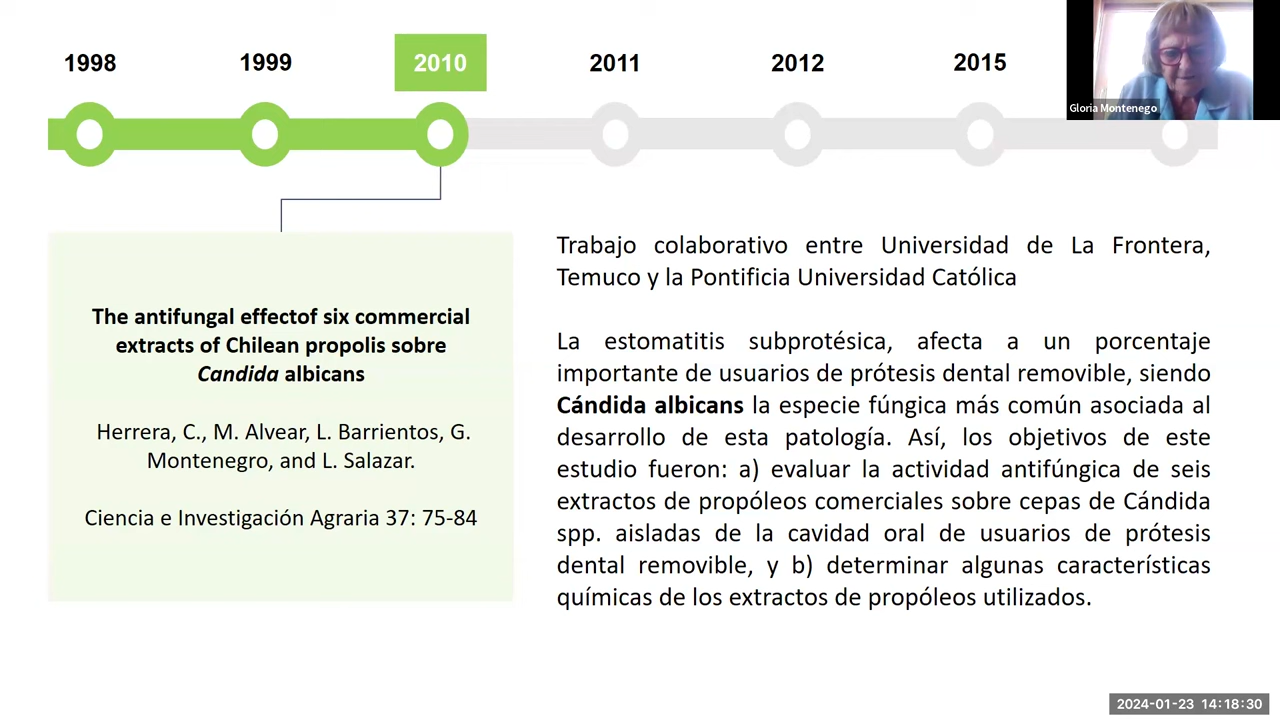 1998
1999
2010
2011
2012
2015
Gloria Montenego
The antifungal effectof six commercial
extracts of Chilean propolis sobre
Candida albicans
Herrera, C., M. Alvear, L. Barrientos, G.
Montenegro, and L. Salazar.
Ciencia e Investigación Agraria 37: 75-84
Trabajo colaborativo entre Universidad de La Frontera,
Temuco y la Pontificia Universidad Católica
La estomatitis subprotésica, afecta a un porcentaje
importante de usuarios de prótesis dental removible, siendo
Cándida albicans la especie fúngica más común asociada al
desarrollo de esta patología. Así, los objetivos de este
estudio fueron: a) evaluar la actividad antifúngica de seis
extractos de propóleos comerciales sobre cepas de Cándida
spp. aisladas de la cavidad oral de usuarios de prótesis
dental removible, y b) determinar algunas características
químicas de los extractos de propóleos utilizados.
2024-01-23 14:18:30